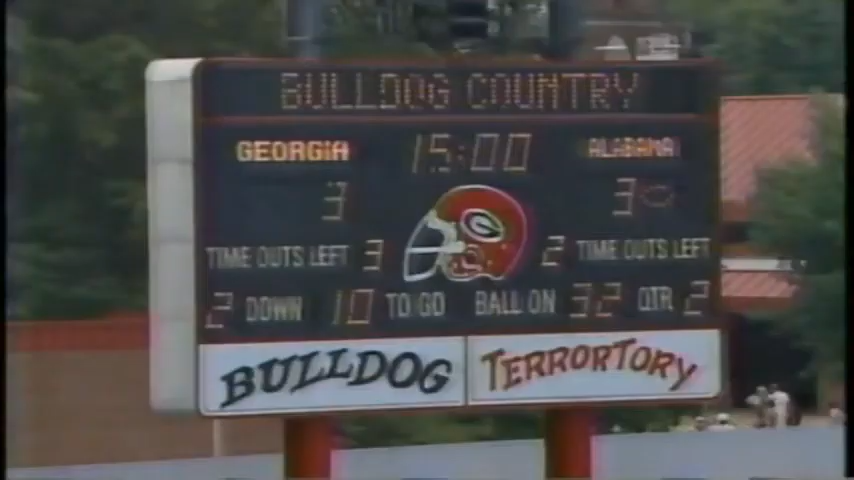 BULLDOG COUNTRY
GEORGIA 15:00 ALABAMA
3 3
TIME OUTS LEFT 3 2 TIME OUTS LEFT
2 DOWN 10 TO GO BALL ON 32 QTR 2
BULLDOG TERRORTORY